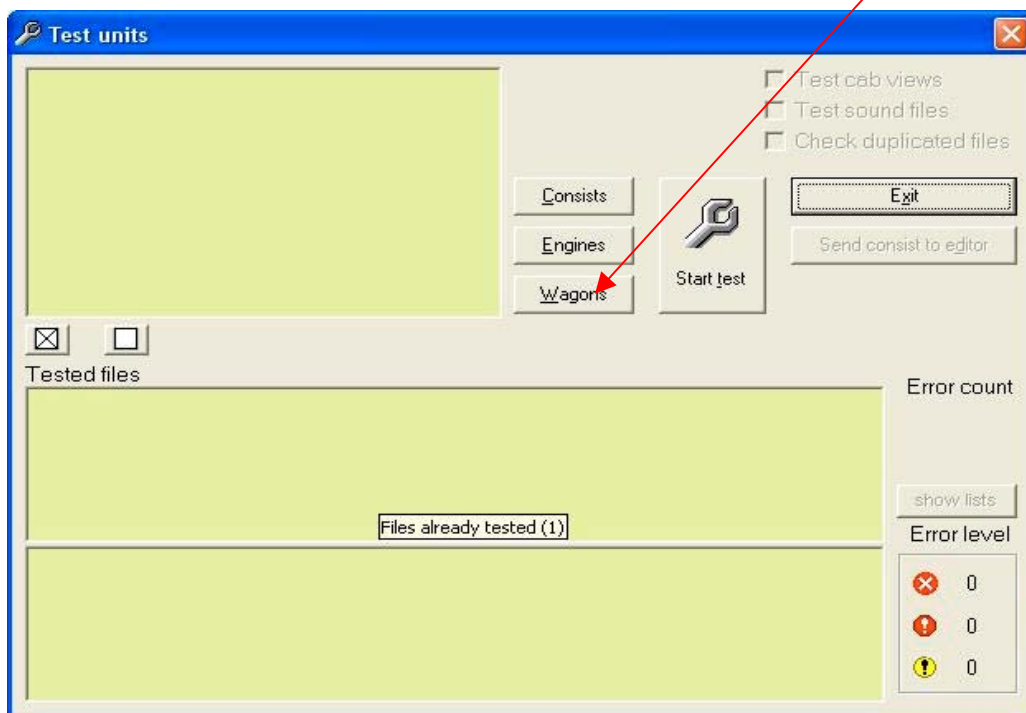 Test units
Test cab views
Test sound files
Check duplicated files
Consists
Exit
Engines
Send consist to editor
Start test
Wagons
Tested files
Error count
show lists
Files already tested (1)
Error level
0
0
0